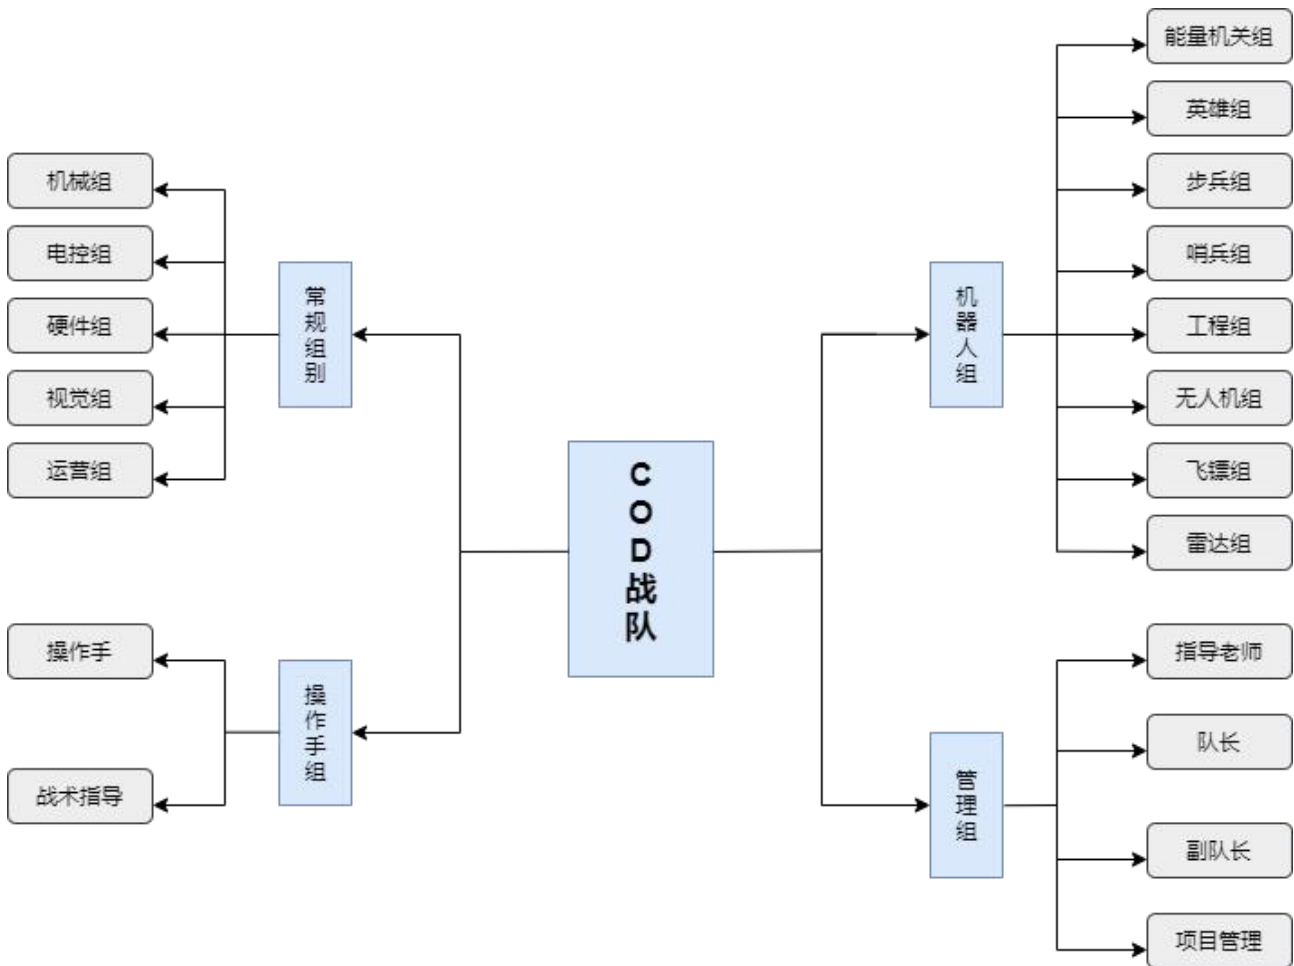 COD战队
常规组别
机械组
电控组
硬件组
视觉组
运营组
操作手组
操作手
战术指导
机器人组
能量机关组
英雄组
步兵组
哨兵组
工程组
无人机组
飞镖组
雷达组
管理组
指导老师
队长
副队长
项目管理